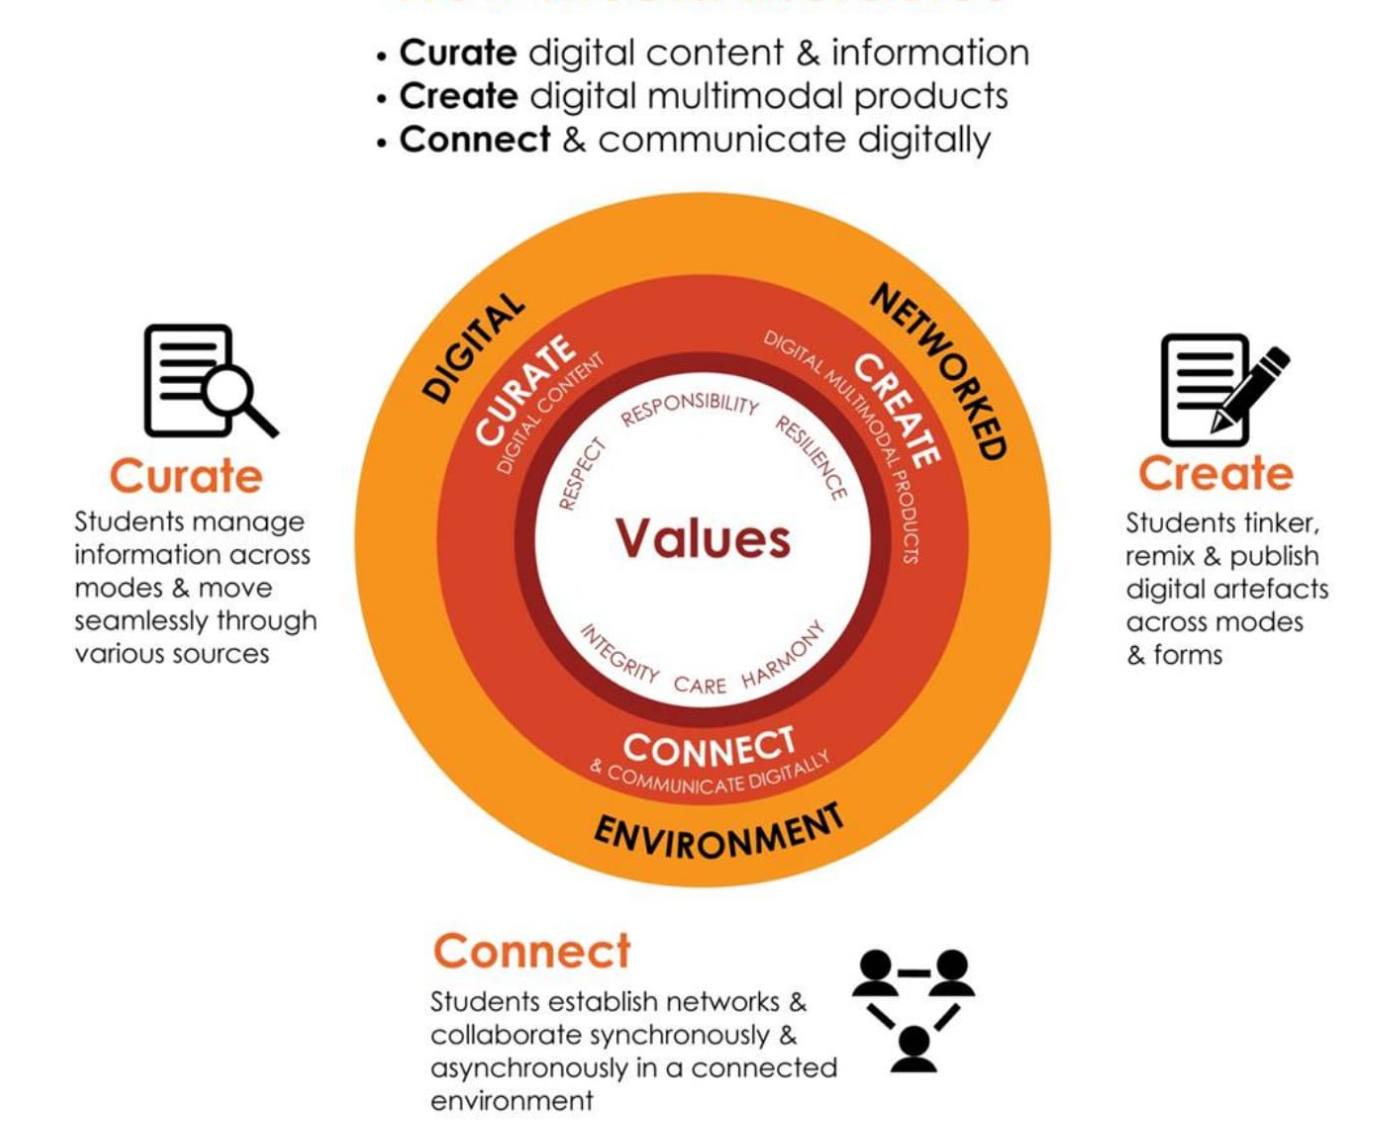 • Curate digital content & information
• Create digital multimodal products
• Connect & communicate digitally
DIGITAL
NETWORKED
ENVIRONMENT
CURATE
DIGITAL CONTENT
CREATE
DIGITAL MULTIMODAL PRODUCTS
CONNECT
& COMMUNICATE DIGITALLY
RESPECT
RESPONSIBILITY
RESILIENCE
Values
INTEGRITY
CARE
HARMONY
Curate
Students manage
information across
modes & move
seamlessly through
various sources
Create
Students tinker,
remix & publish
digital artefacts
across modes
& forms
Connect
Students establish networks &
collaborate synchronously &
asynchronously in a connected
environment